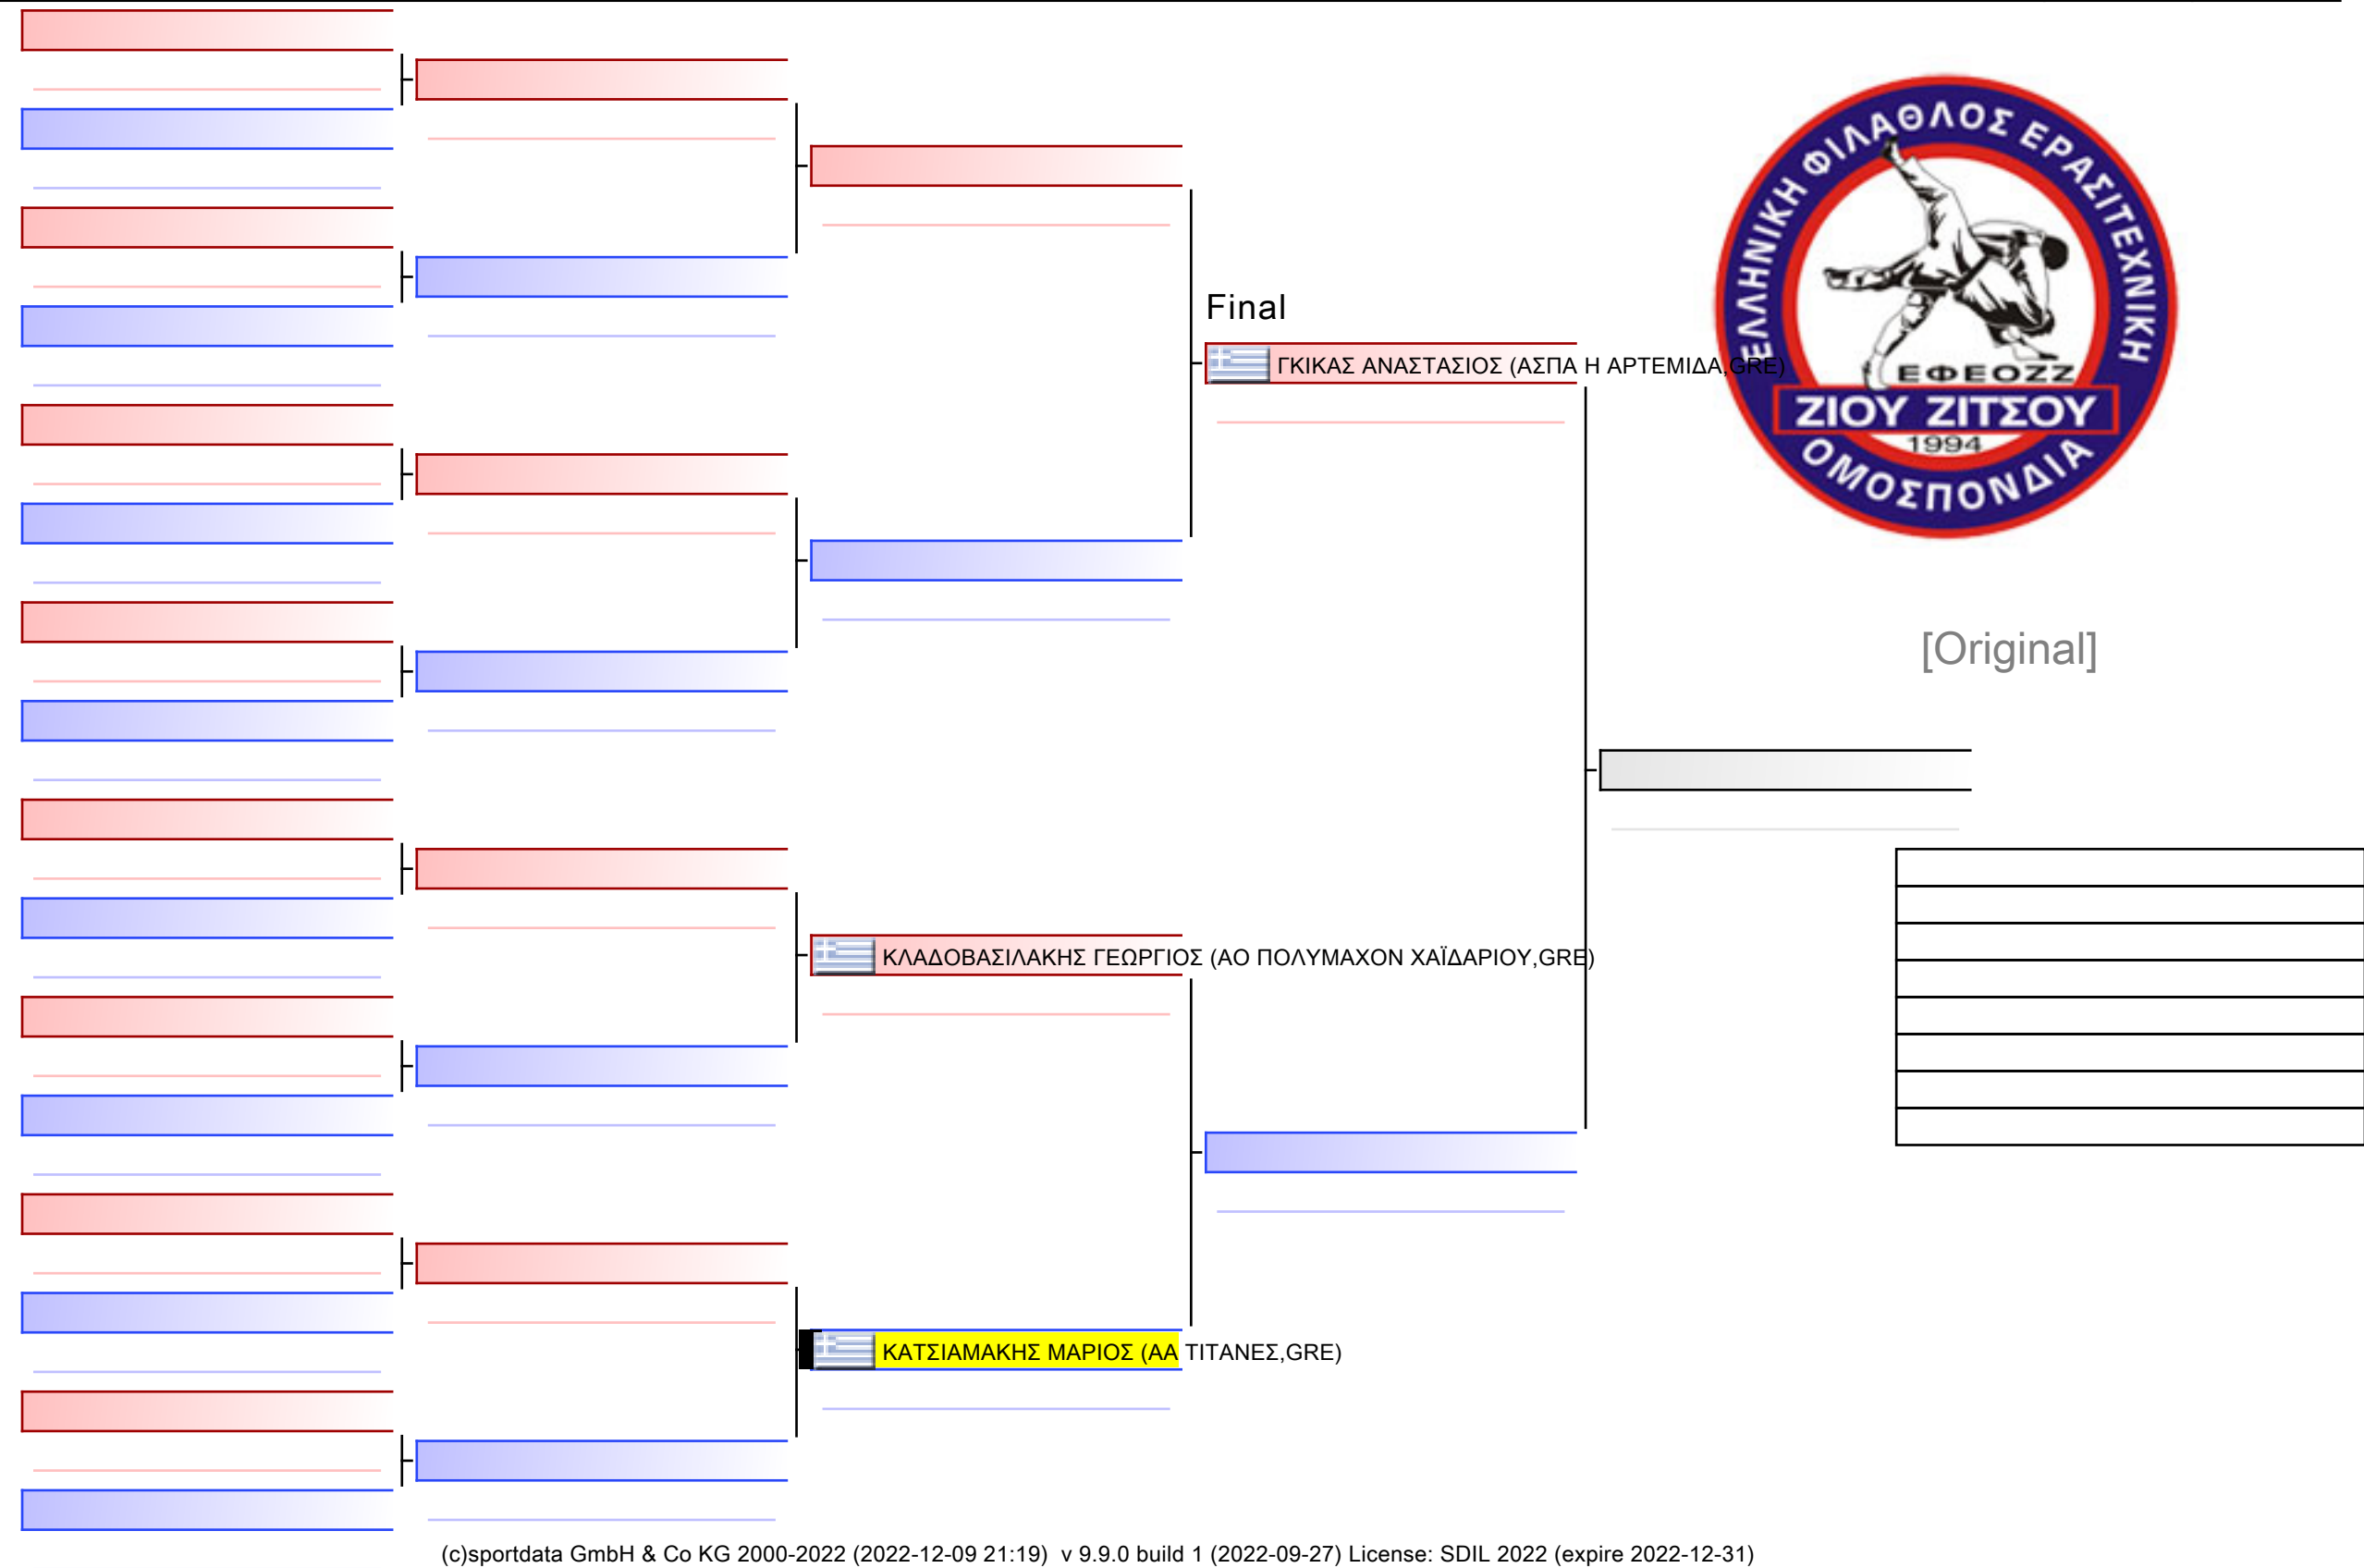 ΕΛΛΗΝΙΚΗ ΦΙΛΑΘΛΟΣ ΕΡΑΣΙΤΕΧΝΙΚΗ
Final
ΓΚΙΚΑΣ ΑΝΑΣΤΑΣΙΟΣ (ΑΣΠΑ Η ΑΡΤΕΜΙΔΑ,GRE)
ΕΦΕΟΖΖ
ΖΙΟΥ ΖΙΤΣΟΥ
1994
ΟΜΟΣΠΟΝΔΙΑ
[Original]
ΚΛΑΔΟΒΑΣΙΛΑΚΗΣ ΓΕΩΡΓΙΟΣ (ΑΟ ΠΟΛΥΜΑΧΟΝ ΧΑΪΔΑΡΙΟΥ,GRE)
ΚΑΤΣΙΑΜΑΚΗΣ ΜΑΡΙΟΣ (ΑΑ ΤΙΤΑΝΕΣ,GRE)
(c)sportdata GmbH & Co KG 2000-2022 (2022-12-09 21:19) v 9.9.0 build 1 (2022-09-27) License: SDIL 2022 (expire 2022-12-31)